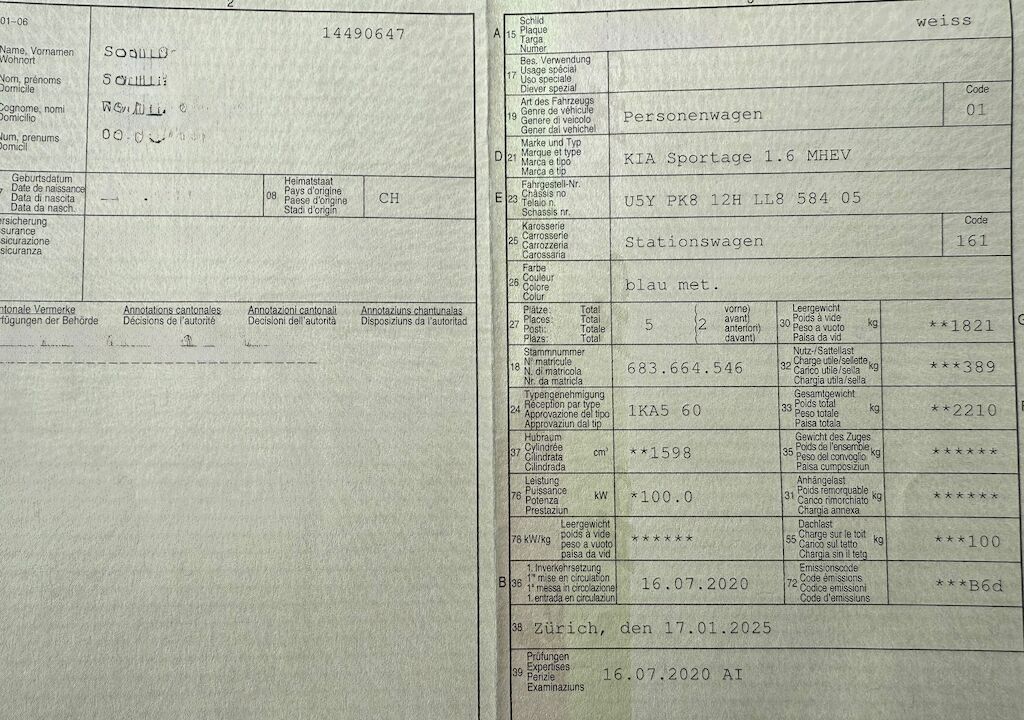 2
01-06
14490647
Name, Vornamen
Wohnort
Nom, prénoms
Domicile
Cognome, nomi
Domicilio
Num, prenums
Domicil
Geburtsdatum
Date de naissance
Data di nascita
Data da nasch.
08
Heimatstaat
Pays d'origine
Paese d'origine
Stadi d'origin
CH
ersicherung
surance
sicurazione
sicuranza
ntonale Vermerke
rfügungen der Behörde
Annotations cantonales
Décisions de l'autorité
Annotazioni cantonali
Decisioni dell'autorità
Annotaziuns chantunalas
Disposiziuns da l'autoritad
A
15
Schild
Plaque
Targa
Numer
weiss
17
Bes. Verwendung
Usage spécial
Uso speciale
Diever spezial
19
Art des Fahrzeugs
Genre de véhicule
Genere di veicolo
Gener dal vehichel
Personenwagen
Code
01
D
21
Marke und Typ
Marque et type
Marca e tipo
Marca e tip
KIA Sportage 1.6 MHEV
E
23
Fahrgestell-Nr.
Châssis no
Telaio n.
Schassis nr.
U5Y PK8 12H LL8 584 05
25
Karosserie
Carrosserie
Carrozzeria
Carossaria
Stationswagen
Code
161
26
Farbe
Couleur
Colore
Colur
blau met.
27
Plätze: Total
Places: Total
Posti: Totale
Plazs: Total
5
(2
vorne)
avant)
anteriori)
davant)
30
Leergewicht
Poids à vide
Peso a vuoto
Paisa da vid
kg
**1821
18
Stammnummer
N° matricule
N. di matricola
Nr. da matricla
683.664.546
32
Nutz-/Sattellast
Charge utile/sellette
Carico utile/sella
Chargia utila/sella
kg
***389
24
Typengenehmigung
Réception par type
Approvazione del tipo
Approvaziun dal tip
1KA5 60
33
Gesamtgewicht
Poids total
Peso totale
Paisa totala
kg
**2210
37
Hubraum
Cylindrée
Cilindrata
Cilindrada
cm³
**1598
35
Gewicht des Zuges
Poids de l'ensemble
Peso del convoglio
Paisa cumposiziun
kg
******
76
Leistung
Puissance
Potenza
Prestaziun
kW
*100.0
31
Anhängelast
Poids remorquable
Carico rimorchiato
Chargia annexa
kg
******
78 kW/kg
Leergewicht
poids à vide
peso a vuoto
paisa da vid
******
55
Dachlast
Charge sur le toit
Carico sul tetto
Chargia sin il tetg
kg
***100
B
36
1. Inverkehrsetzung
1re mise en circulation
1a messa in circolazione
1. entrada en circulaziun
16.07.2020
72
Emissionscode
Code émissions
Codice emissioni
Code d'emissiuns
***B6d
38
Zürich, den 17.01.2025
39
Prüfungen
Expertises
Perizie
Examinaziuns
16.07.2020 AI